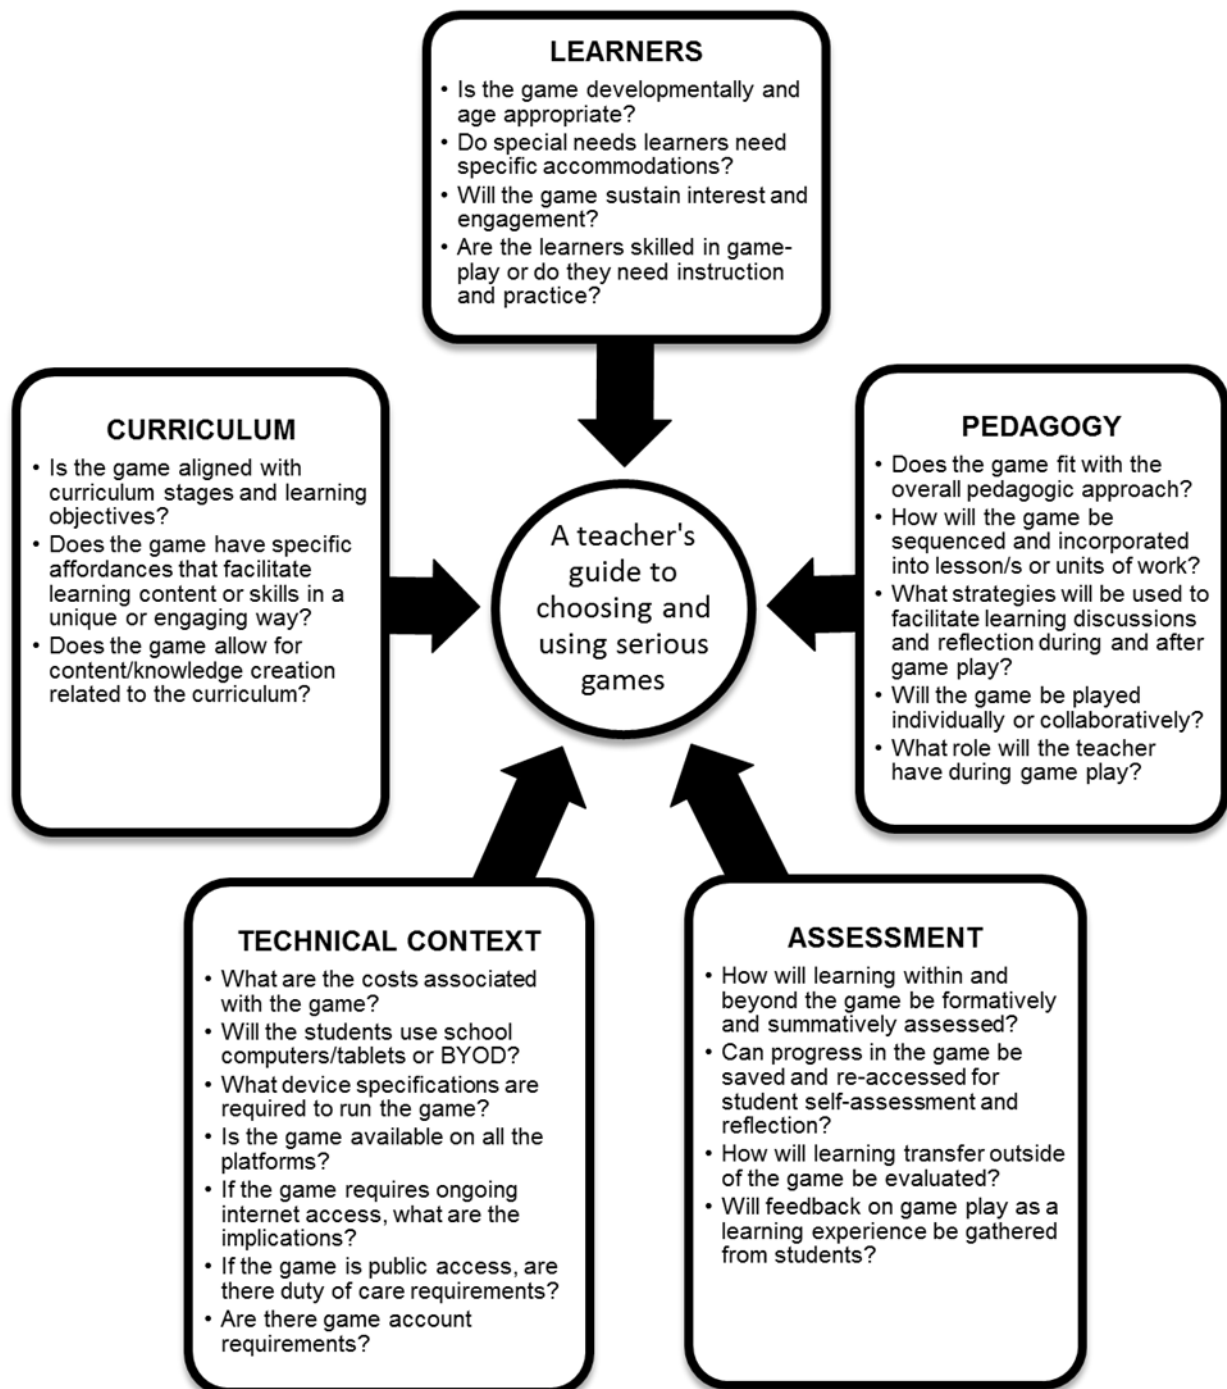 LEARNERS
• Is the game developmentally and
age appropriate?
• Do special needs learners need
specific accommodations?
• Will the game sustain interest and
engagement?
• Are the learners skilled in game-
play or do they need instruction
and practice?
CURRICULUM
• Is the game aligned with
curriculum stages and learning
objectives?
• Does the game have specific
affordances that facilitate
learning content or skills in a
unique or engaging way?
• Does the game allow for
content/knowledge creation
related to the curriculum?
A teacher's
guide to
choosing and
using serious
games
PEDAGOGY
• Does the game fit with the
overall pedagogic approach?
• How will the game be
sequenced and incorporated
into lesson/s or units of work?
• What strategies will be used to
facilitate learning discussions
and reflection during and after
game play?
• Will the game be played
individually or collaboratively?
• What role will the teacher
have during game play?
TECHNICAL CONTEXT
• What are the costs associated
with the game?
• Will the students use school
computers/tablets or BYOD?
• What device specifications are
required to run the game?
• Is the game available on all the
platforms?
• If the game requires ongoing
internet access, what are the
implications?
• If the game is public access, are
there duty of care requirements?
• Are there game account
requirements?
ASSESSMENT
• How will learning within and
beyond the game be formatively
and summatively assessed?
• Can progress in the game be
saved and re-accessed for
student self-assessment and
reflection?
• How will learning transfer outside
of the game be evaluated?
• Will feedback on game play as a
learning experience be gathered
from students?